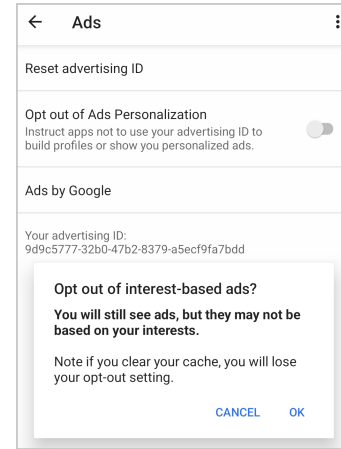 Ads
Reset advertising ID
Opt out of Ads Personalization
Instruct apps not to use your advertising ID to
build profiles or show you personalized ads.
Ads by Google
Your advertising ID:
9d9c5777-32b0-47b2-8379-a5ecf9fa7bdd
Opt out of interest-based ads?
You will still see ads, but they may not be
based on your interests.
Note if you clear your cache, you will lose
your opt-out setting.
CANCEL OK